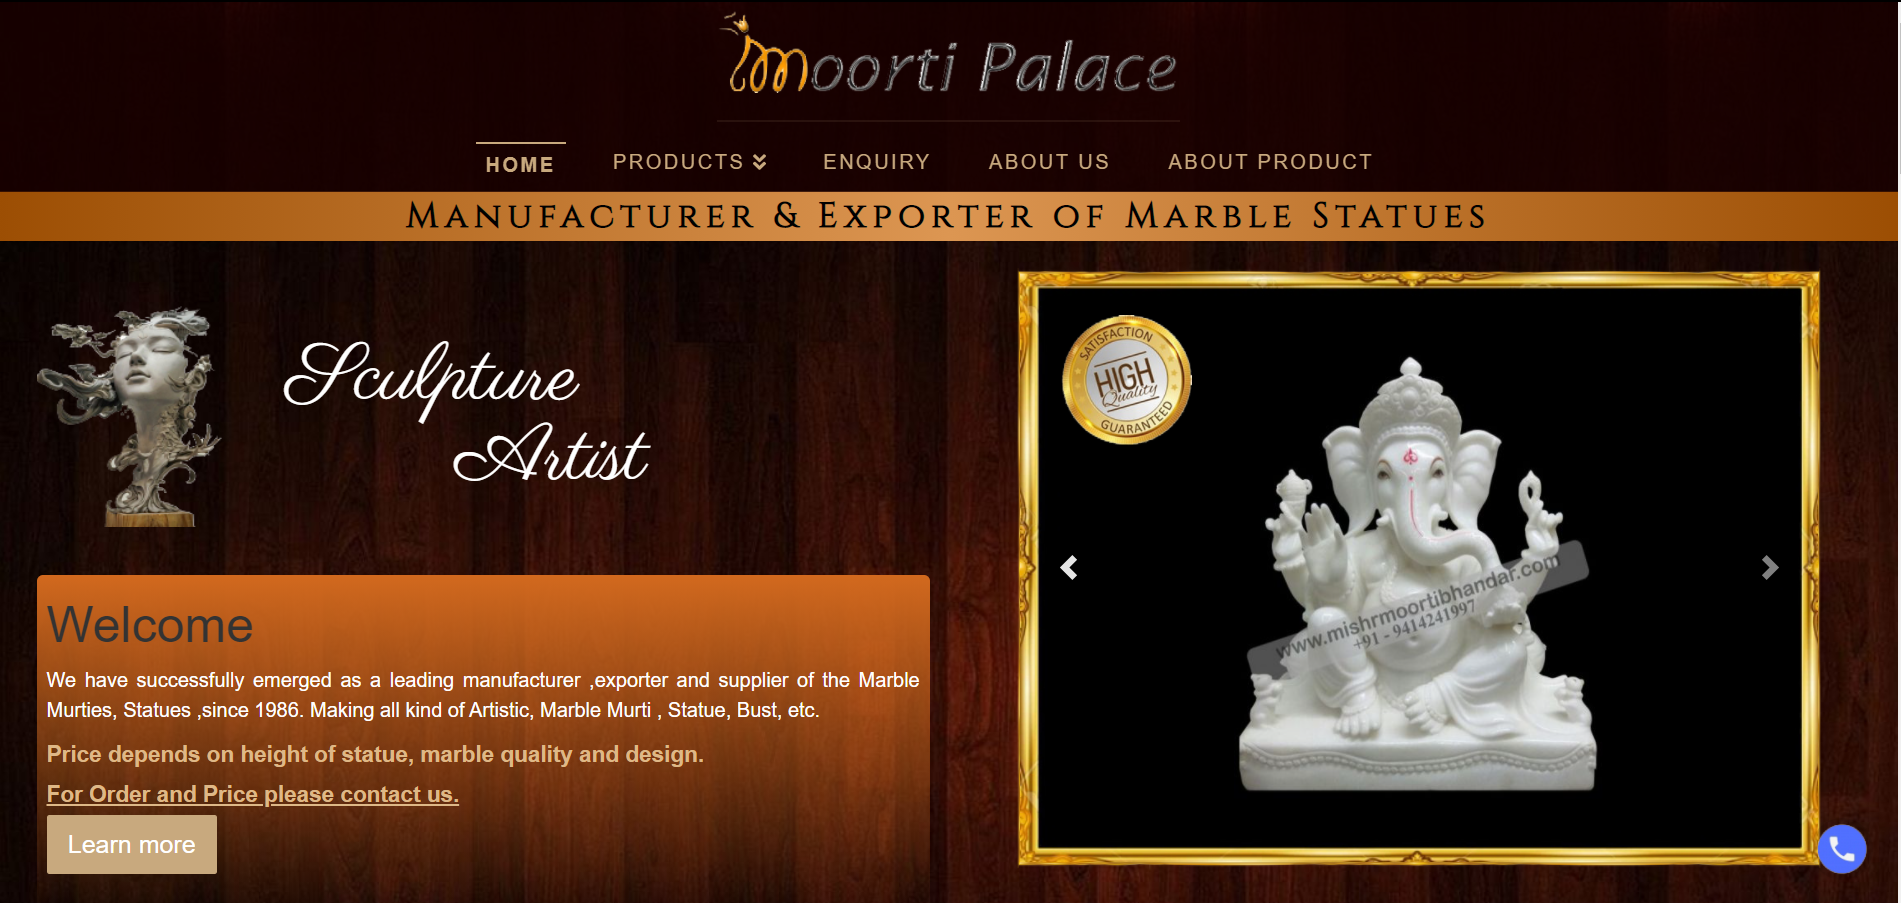 Moorti Palace
HOME
PRODUCTS
ENQUIRY
ABOUT US
ABOUT PRODUCT
Manufacturer & Exporter of Marble Statues
Sculpture
Artist
SATISFACTION
HIGH
Quality
GUARANTEED
www.mishrmoortibhandar.com
+91 - 9414241997
Welcome
We have successfully emerged as a leading manufacturer ,exporter and supplier of the Marble
Murties, Statues ,since 1986. Making all kind of Artistic, Marble Murti , Statue, Bust, etc.
Price depends on height of statue, marble quality and design.
For Order and Price please contact us.
Learn more